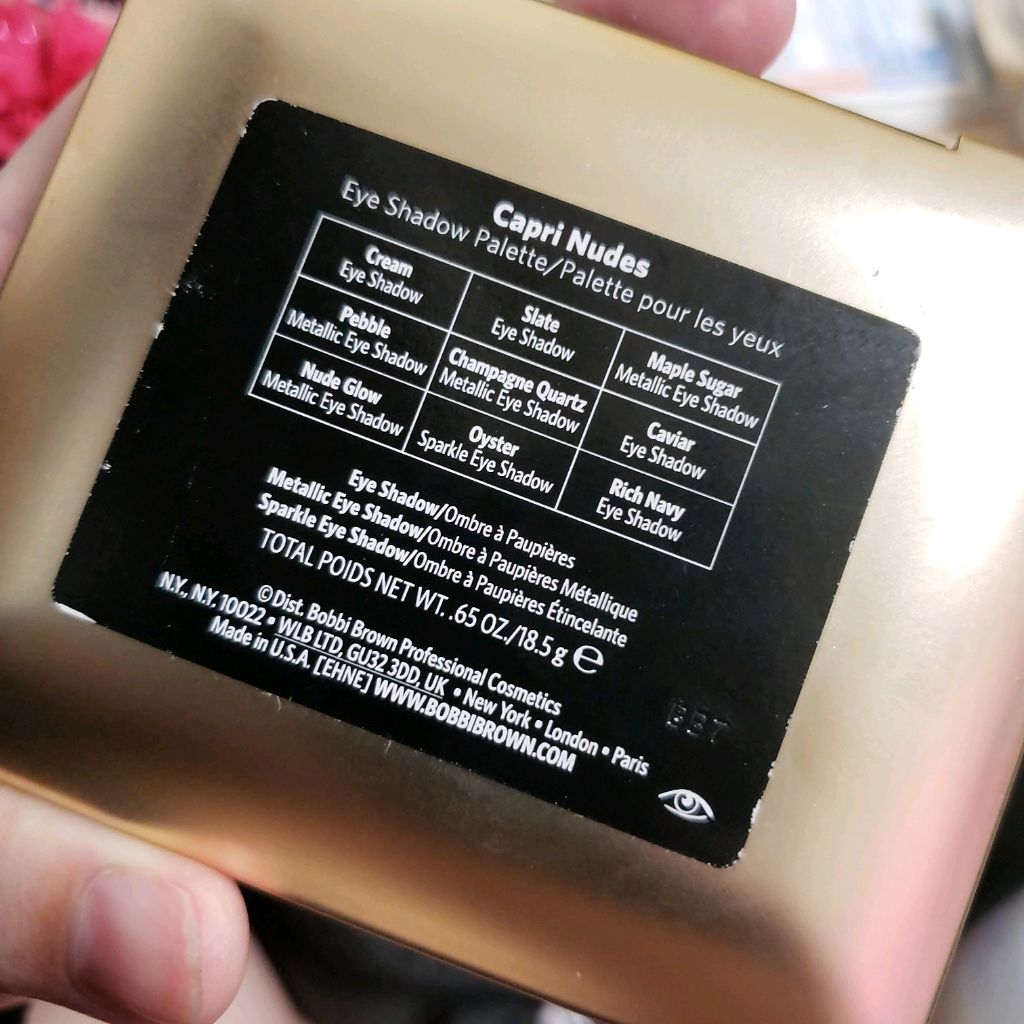 Capri Nudes
Eye Shadow Palette/Palette pour les yeux
Cream
Eye Shadow
Slate
Eye Shadow
Maple Sugar
Metallic Eye Shadow
Pebble
Metallic Eye Shadow
Champagne Quartz
Metallic Eye Shadow
Caviar
Eye Shadow
Nude Glow
Metallic Eye Shadow
Oyster
Sparkle Eye Shadow
Rich Navy
Eye Shadow
Eye Shadow/Ombre à Paupières
Metallic Eye Shadow/Ombre à Paupières Métallique
Sparkle Eye Shadow/Ombre à Paupières Étincelante
TOTAL POIDS NET WT. .65 OZ./18.5 g ℮
©Dist. Bobbi Brown Professional Cosmetics
N.Y., N.Y. 10022 • WLB LTD, GU32 3DD, UK • New York • London • Paris
Made in U.S.A. [EHNE] WWW.BOBBIBROWN.COM